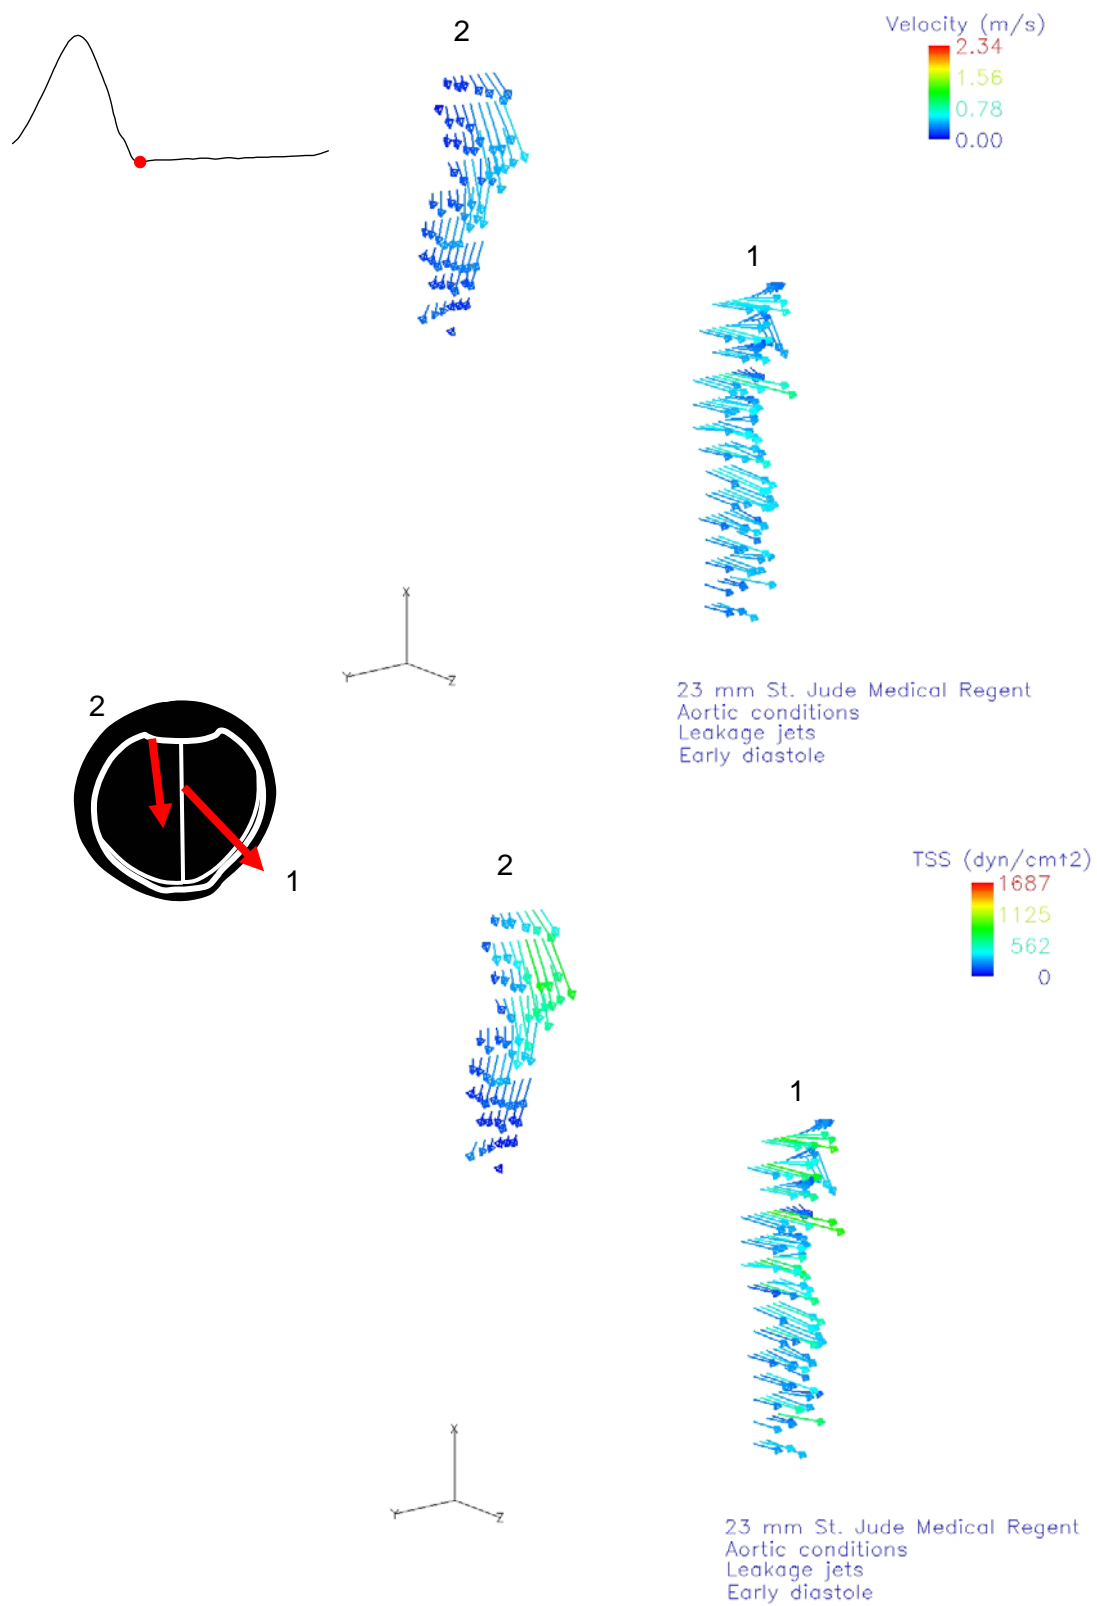 2
Velocity (m/s)
2.34
1.56
0.78
0.00
1
X
Y
Z
23 mm St. Jude Medical Regent
Aortic conditions
Leakage jets
Early diastole
2
1
2
TSS (dyn/cm↑2)
1687
1125
562
0
1
X
Y
Z
23 mm St. Jude Medical Regent
Aortic conditions
Leakage jets
Early diastole